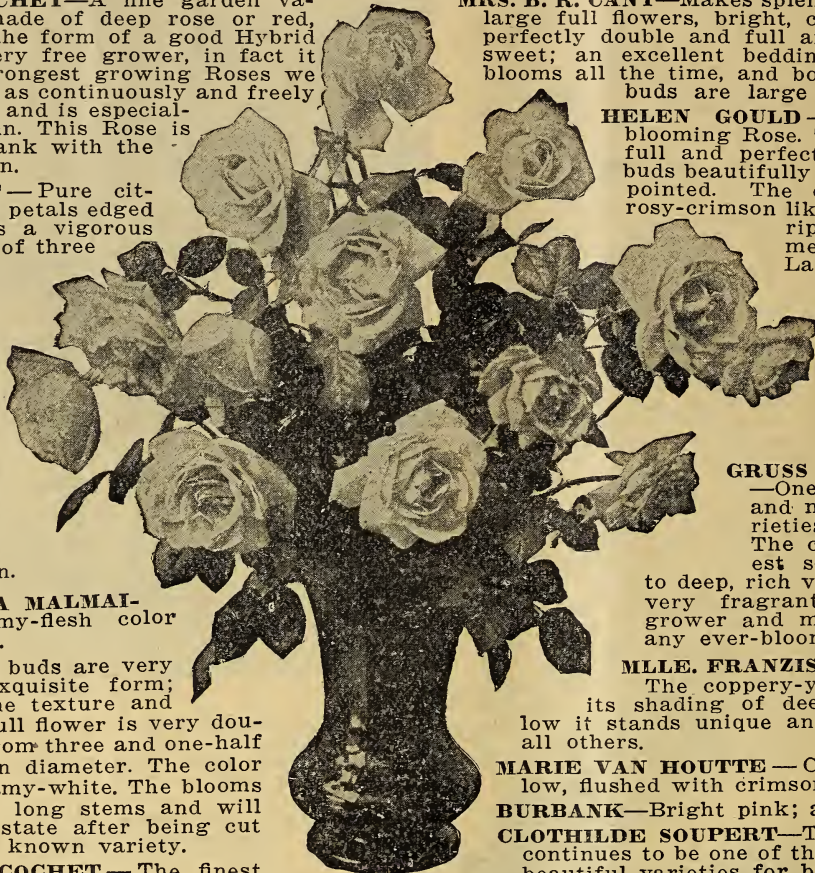 CHET—A fine garden va-
made of deep rose or red,
the form of a good Hybrid
ery free grower, in fact it
rongest growing Roses we
as continuously and freely
and is especial-
n. This Rose is
ank with the
n.
—Pure cit-
petals edged
s a vigorous
of three
n.
A MALMAI-
my-flesh color
buds are very
xquisite form;
ne texture and
ull flower is very dou-
om three and one-half
n diameter. The color
my-white. The blooms
long stems and will
state after being cut
known variety.
COCHET—The finest
MRS. B. R. CANT—Makes splen
large full flowers, bright, c
perfectly double and full a
sweet; an excellent beddin
blooms all the time, and bo
buds are large
HELEN GOULD—
blooming Rose.
full and perfect
buds beautifully
pointed. The
rosy-crimson lik
rip
me
La
GRUSS
—One
and n
rieties
The c
est s
to deep, rich v
very fragrant
grower and m
any ever-bloom
MLLE. FRANZIS
The coppery-y
its shading of dee
low it stands unique an
all others.
MARIE VAN HOUTTE—C
low, flushed with crimson
BURBANK—Bright pink; a
CLOTHILDE SOUPERT—T
continues to be one of th
beautiful varieties for b